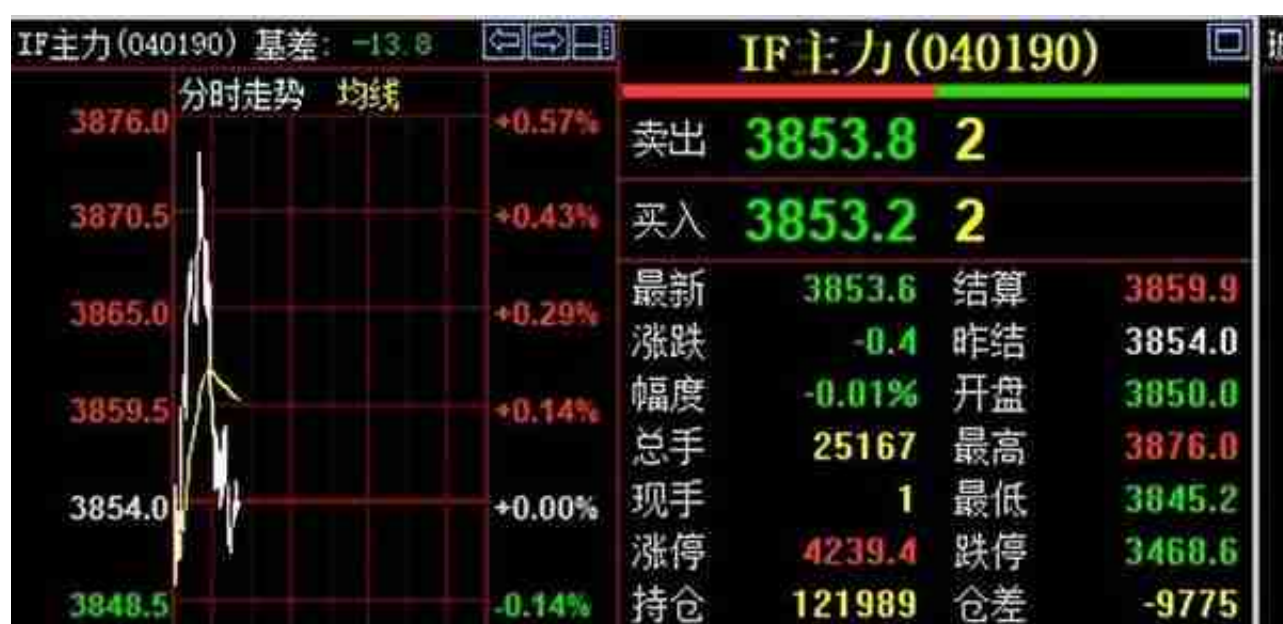 IF主力(040190) 基差: -13.8
分时走势 均线
3876.0 +0.57%
3870.5 +0.43%
3865.0 +0.29%
3859.5 +0.14%
3854.0 +0.00%
3848.5 -0.14%
IF主力(040190)
卖出 3853.8 2
买入 3853.2 2
最新 3853.6 结算 3859.9
涨跌 -0.4 昨结 3854.0
幅度 -0.01% 开盘 3850.0
总手 25167 最高 3876.0
现手 1 最低 3845.2
涨停 4239.4 跌停 3468.6
持仓 121989 仓差 -9775